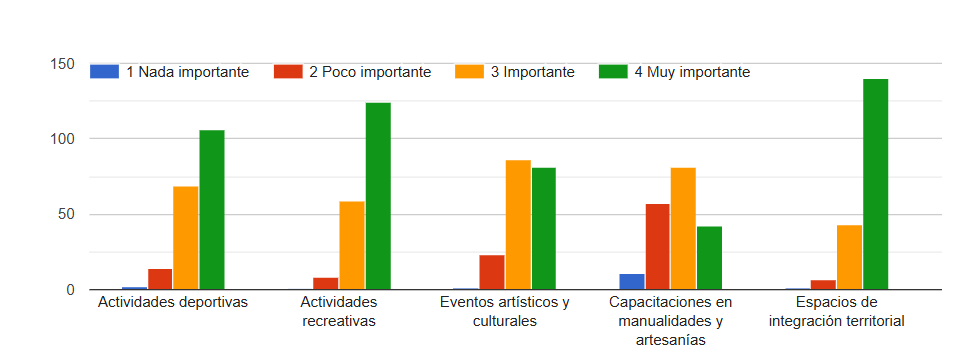 150
1 Nada importante 2 Poco importante 3 Importante 4 Muy importante
100
50
0
Actividades deportivas
Actividades
recreativas
Eventos artísticos y
culturales
Capacitaciones en
manualidades y
artesanías
Espacios de
integración territorial